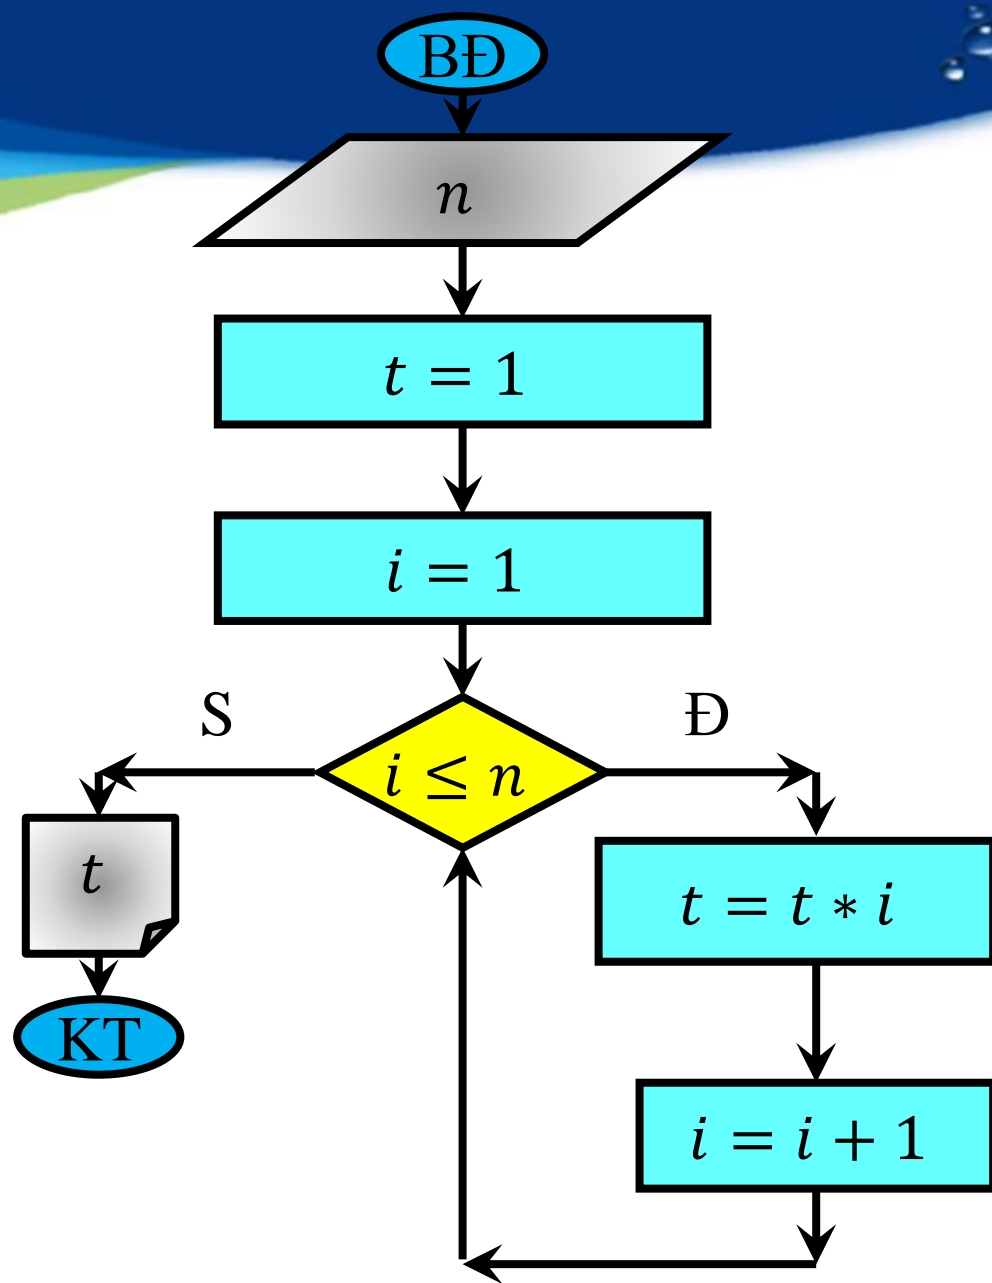 BĐ
n
t = 1
i = 1
S
Đ
i ≤ n
t
t = t ∗ i
KT
i = i + 1